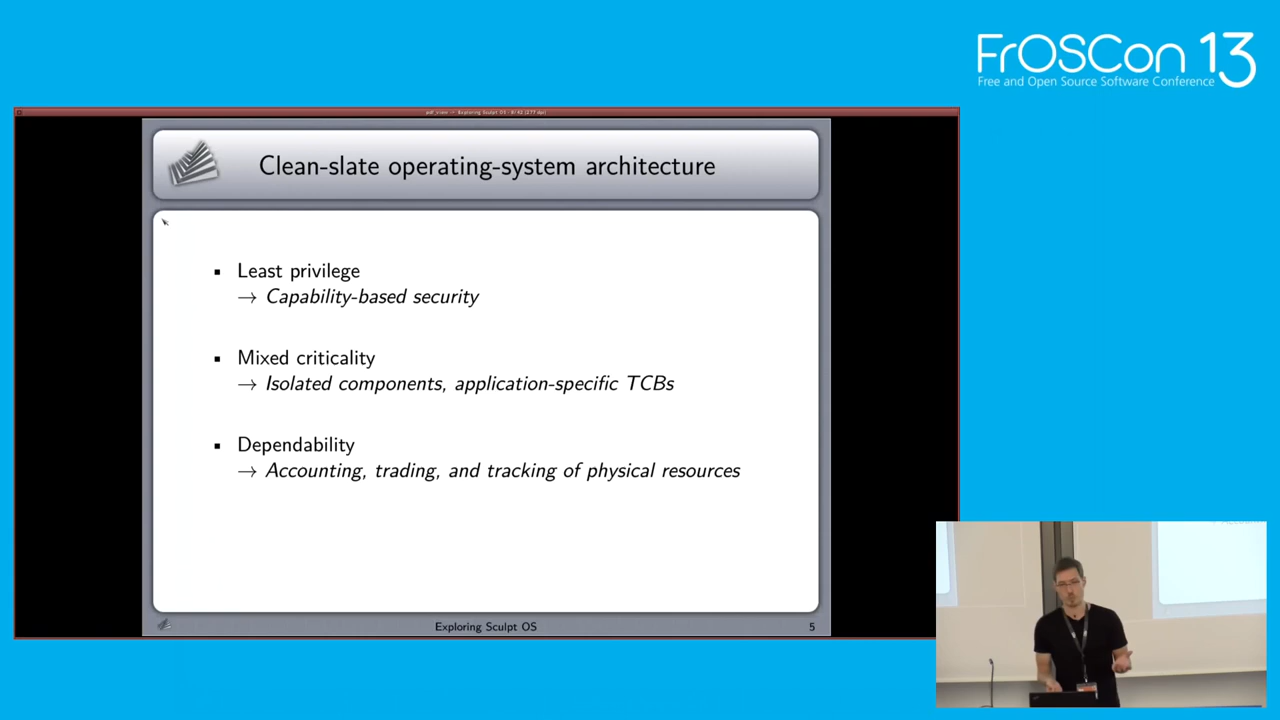 FrOSCon 13
Free and Open Source Software Conference
Clean-slate operating-system architecture
▪ Least privilege
→ Capability-based security
▪ Mixed criticality
→ Isolated components, application-specific TCBs
▪ Dependability
→ Accounting, trading, and tracking of physical resources
Exploring Sculpt OS
5